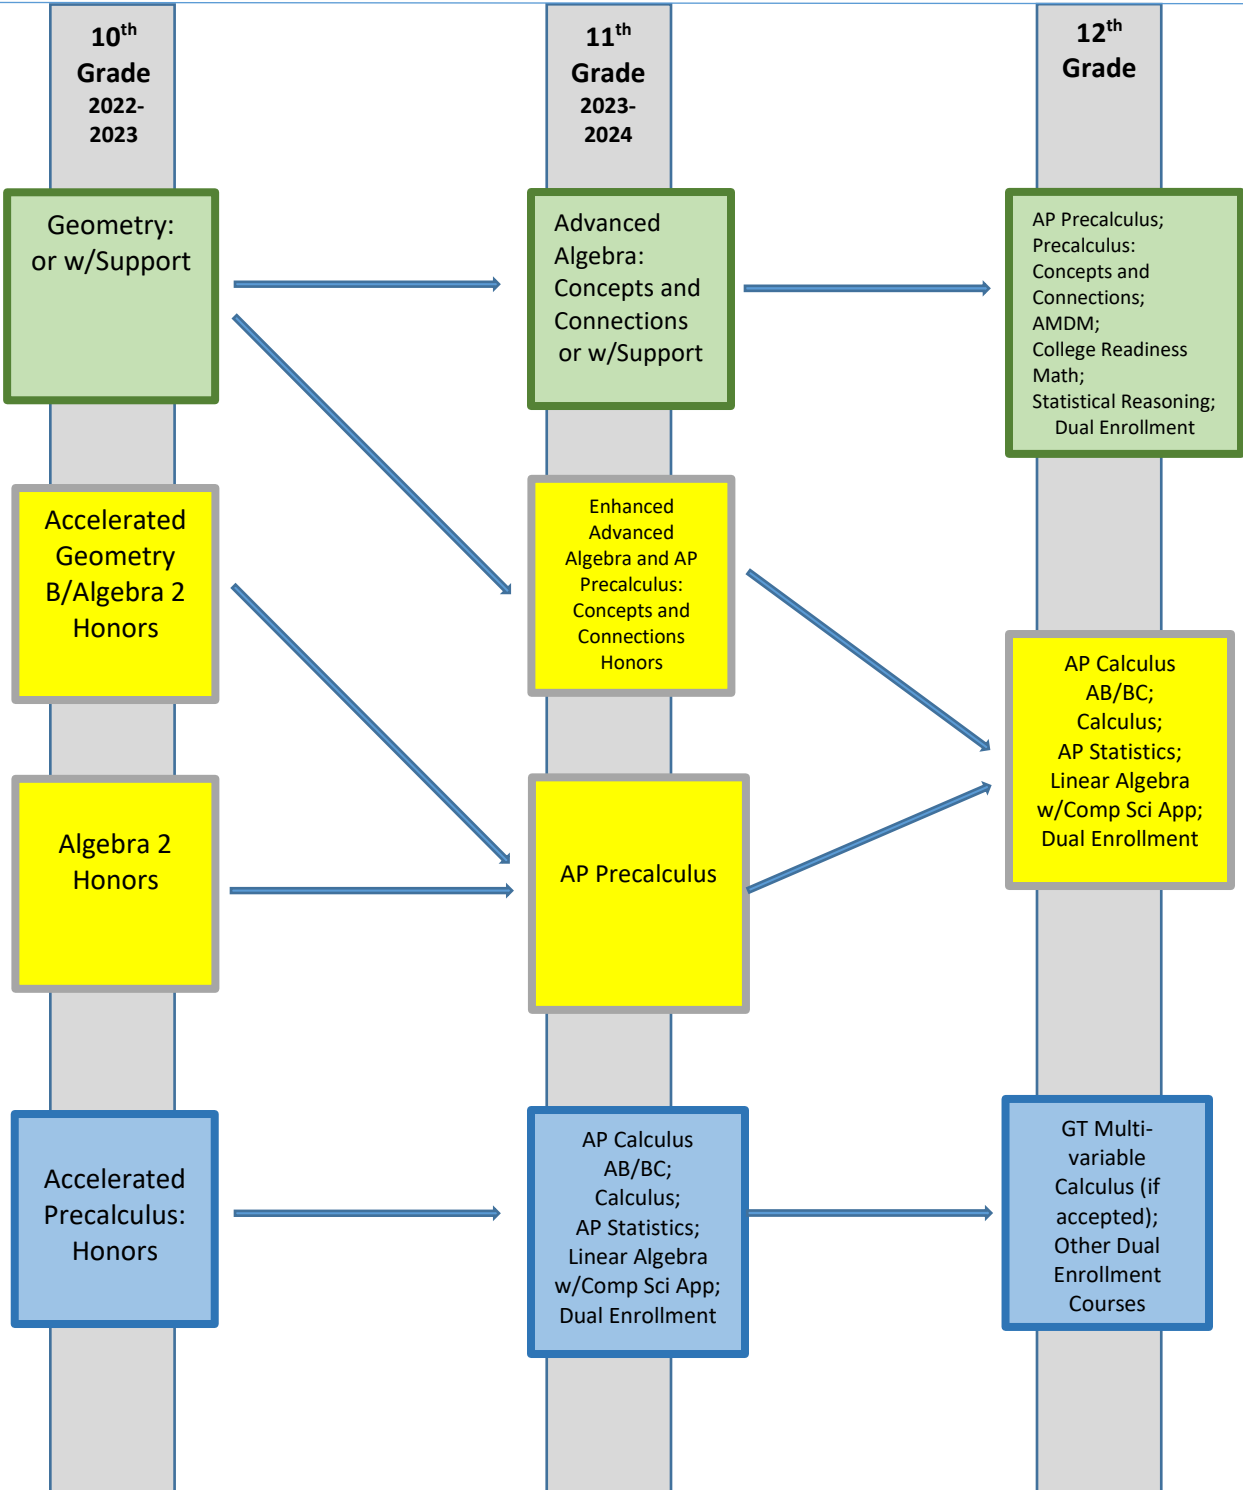 10th
Grade
2022-
2023
11th
Grade
2023-
2024
12th
Grade
Geometry:
or w/Support
Advanced
Algebra:
Concepts and
Connections
or w/Support
AP Precalculus;
Precalculus:
Concepts and
Connections;
AMDM;
College Readiness
Math;
Statistical Reasoning;
Dual Enrollment
Accelerated
Geometry
B/Algebra 2
Honors
Enhanced
Advanced
Algebra and AP
Precalculus:
Concepts and
Connections
Honors
AP Calculus
AB/BC;
Calculus;
AP Statistics;
Linear Algebra
w/Comp Sci App;
Dual Enrollment
Algebra 2
Honors
AP Precalculus
Accelerated
Precalculus:
Honors
AP Calculus
AB/BC;
Calculus;
AP Statistics;
Linear Algebra
w/Comp Sci App;
Dual Enrollment
GT Multi-
variable
Calculus (if
accepted);
Other Dual
Enrollment
Courses